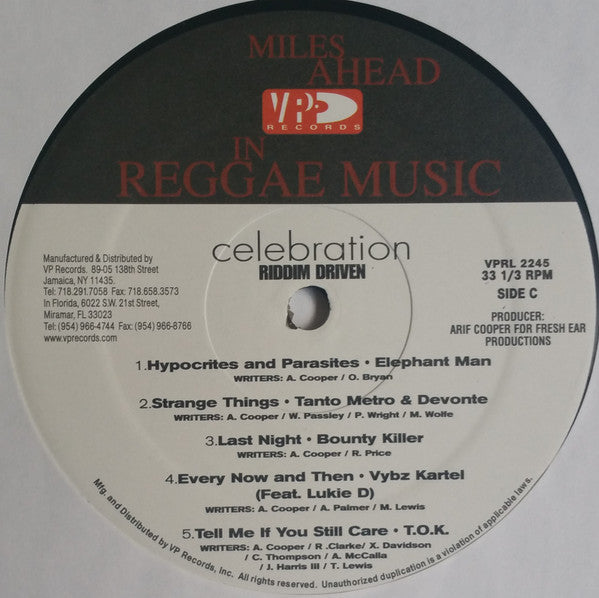 MILES
AHEAD
VP
RECORDS
IN
REGGAE MUSIC
celebration
RIDDIM DRIVEN
Manufactured & Distributed by
VP Records. 89-05 138th Street
Jamaica, NY 11435.
Tel: 718.291.7058 Fax: 718.658.3573
In Florida, 6022 S.W. 21st Street,
Miramar, FL 33023
Tel: (954) 966-4744 Fax: (954) 966-8766
www.vprecords.com
VPRL 2245
33 1/3 RPM
SIDE C
PRODUCER:
ARIF COOPER FOR FRESH EAR
PRODUCTIONS
1.Hypocrites and Parasites • Elephant Man
WRITERS: A. Cooper / O. Bryan
2.Strange Things • Tanto Metro & Devonte
WRITERS: A. Cooper / W. Passley / P. Wright / M. Wolfe
3.Last Night • Bounty Killer
WRITERS: A. Cooper / R. Price
4.Every Now and Then • Vybz Kartel
(Feat. Lukie D)
WRITERS: A. Cooper / A. Palmer / M. Lewis
5.Tell Me If You Still Care • T.O.K.
WRITERS: A. Cooper / R .Clarke/ X. Davidson
/ C. Thompson / A. McCalla
/ J. Harris III / T. Lewis
Mfg. and Distributed by VP Records, Inc. All rights reserved. Unauthorized duplication is a violation of applicable laws.